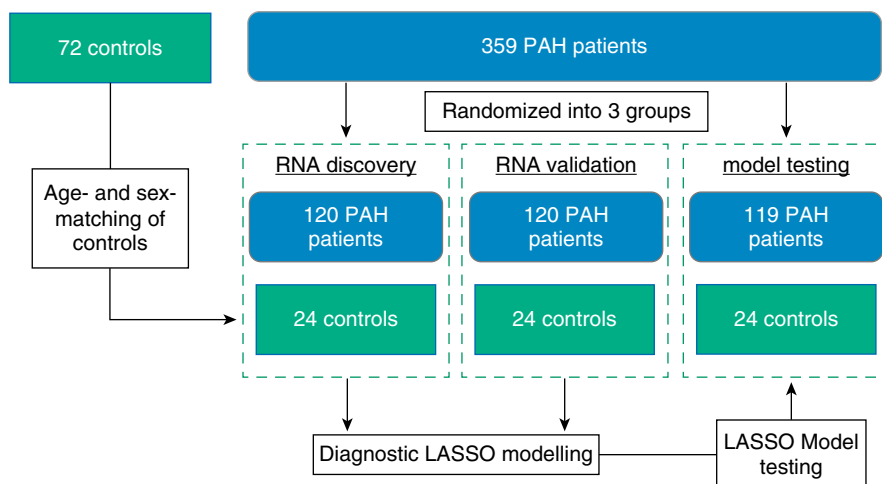 72 controls
359 PAH patients
Randomized into 3 groups
Age- and sex-
matching of
controls
RNA discovery
120 PAH
patients
24 controls
RNA validation
120 PAH
patients
24 controls
model testing
119 PAH
patients
24 controls
Diagnostic LASSO modelling
LASSO Model
testing